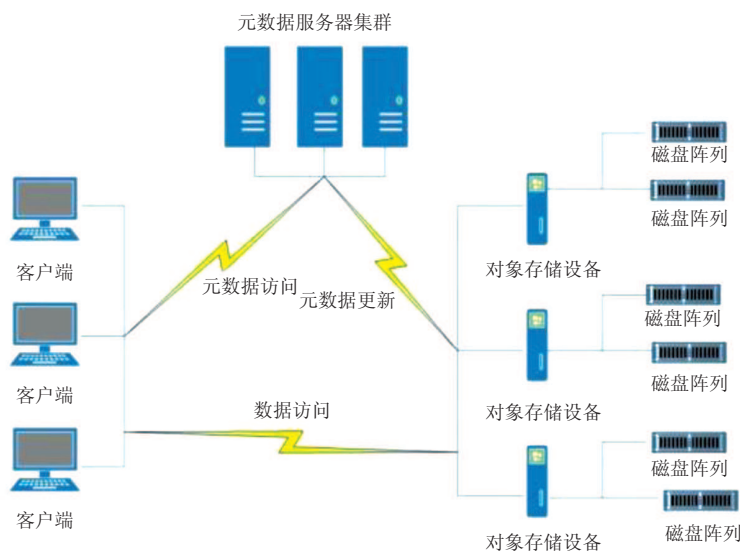 元数据服务器集群
磁盘阵列
磁盘阵列
客户端
对象存储设备
元数据访问
元数据更新
磁盘阵列
磁盘阵列
客户端
数据访问
对象存储设备
磁盘阵列
客户端
磁盘阵列
对象存储设备